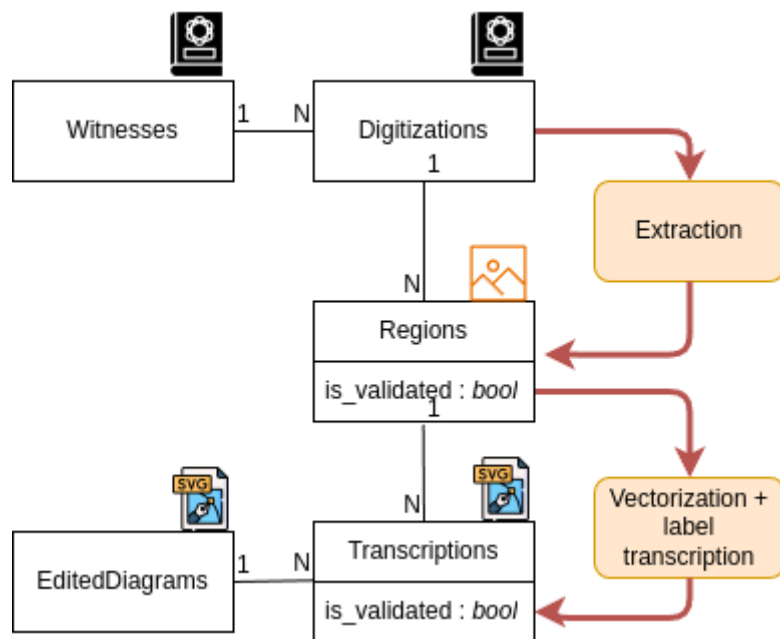 Witnesses
1
N
Digitizations
1
Extraction
N
Regions
is_validated : bool
1
SVG
SVG
N
Vectorization +
label
transcription
EditedDiagrams
1
N
Transcriptions
is_validated : bool